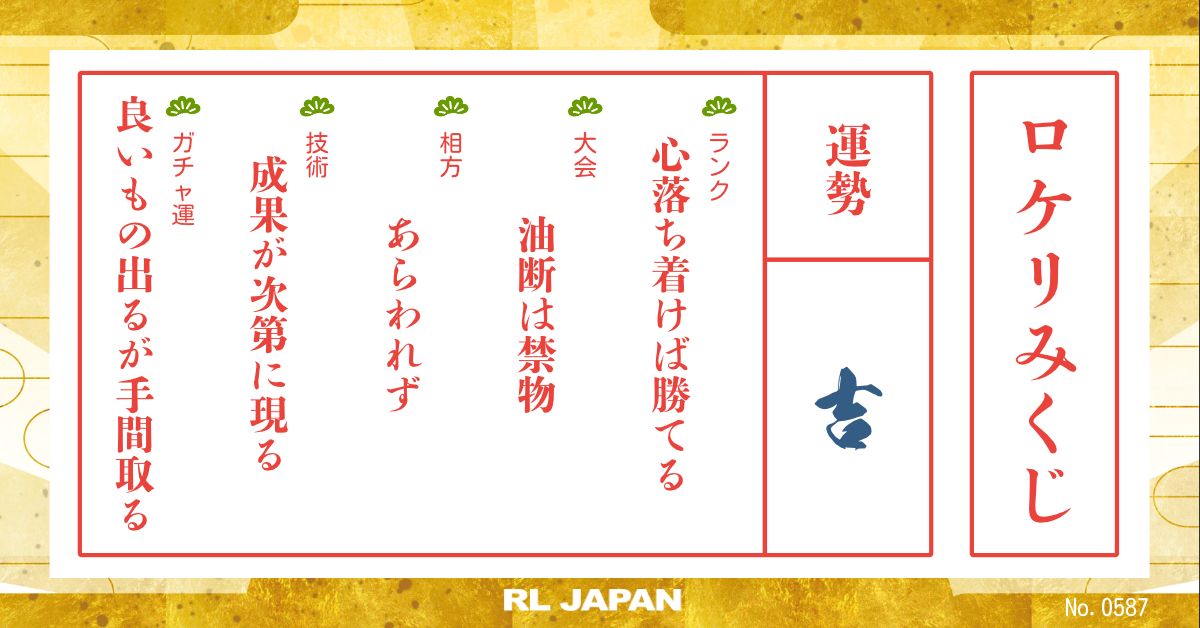 ロケリみくじ
運勢
吉
ランク
心落ち着けば勝てる
大会
油断は禁物
相方
あらわれず
技術
成果が次第に現る
ガチャ運
良いもの出るが手間取る
RL JAPAN
No. 0587